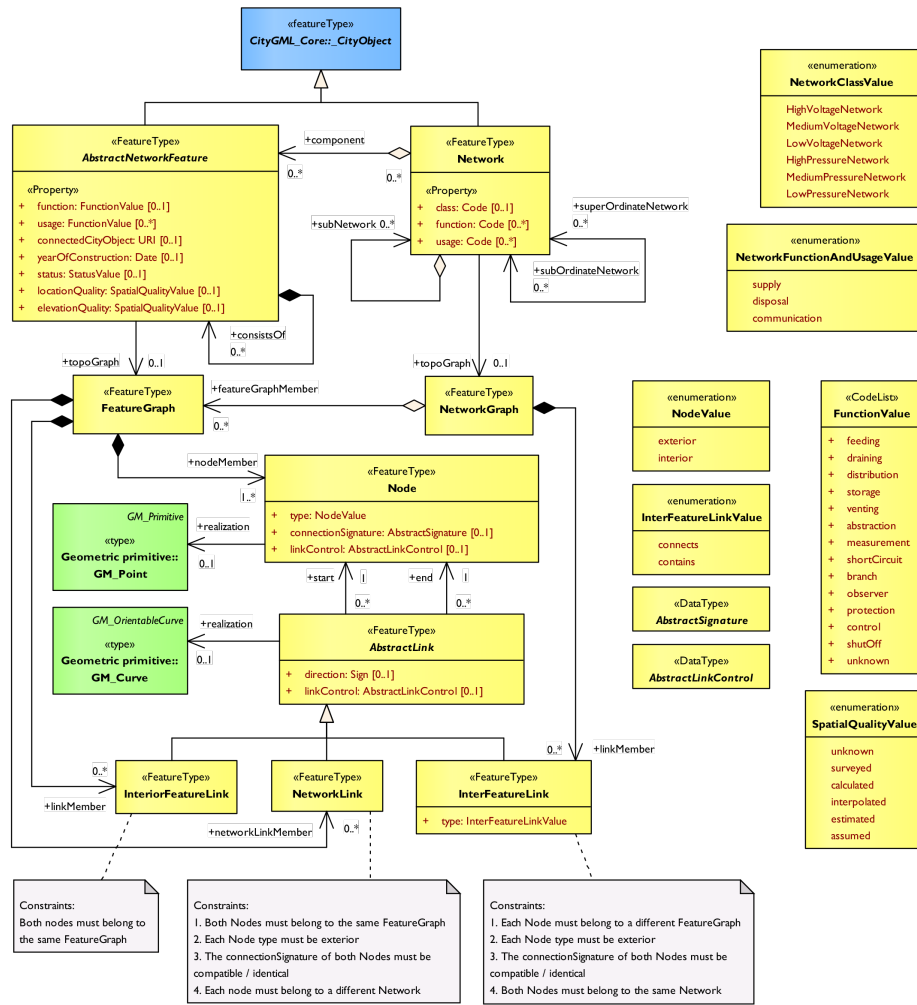 «featureType»
CityGML_Core::_CityObject
«FeatureType»
AbstractNetworkFeature
«Property»
+ function: FunctionValue [0..1]
+ usage: FunctionValue [0..*]
+ connectedCityObject: URI [0..1]
+ yearOfConstruction: Date [0..1]
+ status: StatusValue [0..1]
+ locationQuality: SpatialQualityValue [0..1]
+ elevationQuality: SpatialQualityValue [0..1]
+component
0..*
0..*
«FeatureType»
Network
«Property»
+ class: Code [0..1]
+ function: Code [0..*]
+ usage: Code [0..*]
+subNetwork 0..*
+superOrdinateNetwork
0..*
+subOrdinateNetwork
0..*
+consistsOf
0..*
+topoGraph
0..1
+topoGraph
0..1
«FeatureType»
FeatureGraph
+featureGraphMember
0..*
«FeatureType»
NetworkGraph
+nodeMember
1..*
«FeatureType»
Node
+ type: NodeValue
+ connectionSignature: AbstractSignature [0..1]
+ linkControl: AbstractLinkControl [0..1]
GM_Primitive
«type»
Geometric primitive::
GM_Point
+realization
0..1
+start
1
0..*
+end
1
0..*
GM_OrientableCurve
«type»
Geometric primitive::
GM_Curve
+realization
0..1
«FeatureType»
AbstractLink
+ direction: Sign [0..1]
+ linkControl: AbstractLinkControl [0..1]
0..*
+linkMember
0..*
+linkMember
«FeatureType»
InteriorFeatureLink
«FeatureType»
NetworkLink
+networkLinkMember
0..*
«FeatureType»
InterFeatureLink
+ type: InterFeatureLinkValue
Constraints:
Both nodes must belong to
the same FeatureGraph
Constraints:
1. Both Nodes must belong to the same FeatureGraph
2. Each Node type must be exterior
3. The connectionSignature of both Nodes must be
compatible / identical
4. Each node must belong to a different Network
Constraints:
1. Each Node must belong to a different FeatureGraph
2. Each Node type must be exterior
3. The connectionSignature of both Nodes must be
compatible / identical
4. Both Nodes must belong to the same Network
«enumeration»
NetworkClassValue
HighVoltageNetwork
MediumVoltageNetwork
LowVoltageNetwork
HighPressureNetwork
MediumPressureNetwork
LowPressureNetwork
«enumeration»
NetworkFunctionAndUsageValue
supply
disposal
communication
«enumeration»
NodeValue
exterior
interior
«enumeration»
InterFeatureLinkValue
connects
contains
«DataType»
AbstractSignature
«DataType»
AbstractLinkControl
«CodeList»
FunctionValue
+ feeding
+ draining
+ distribution
+ storage
+ venting
+ abstraction
+ measurement
+ shortCircuit
+ branch
+ observer
+ protection
+ control
+ shutOff
+ unknown
«enumeration»
SpatialQualityValue
unknown
surveyed
calculated
interpolated
estimated
assumed